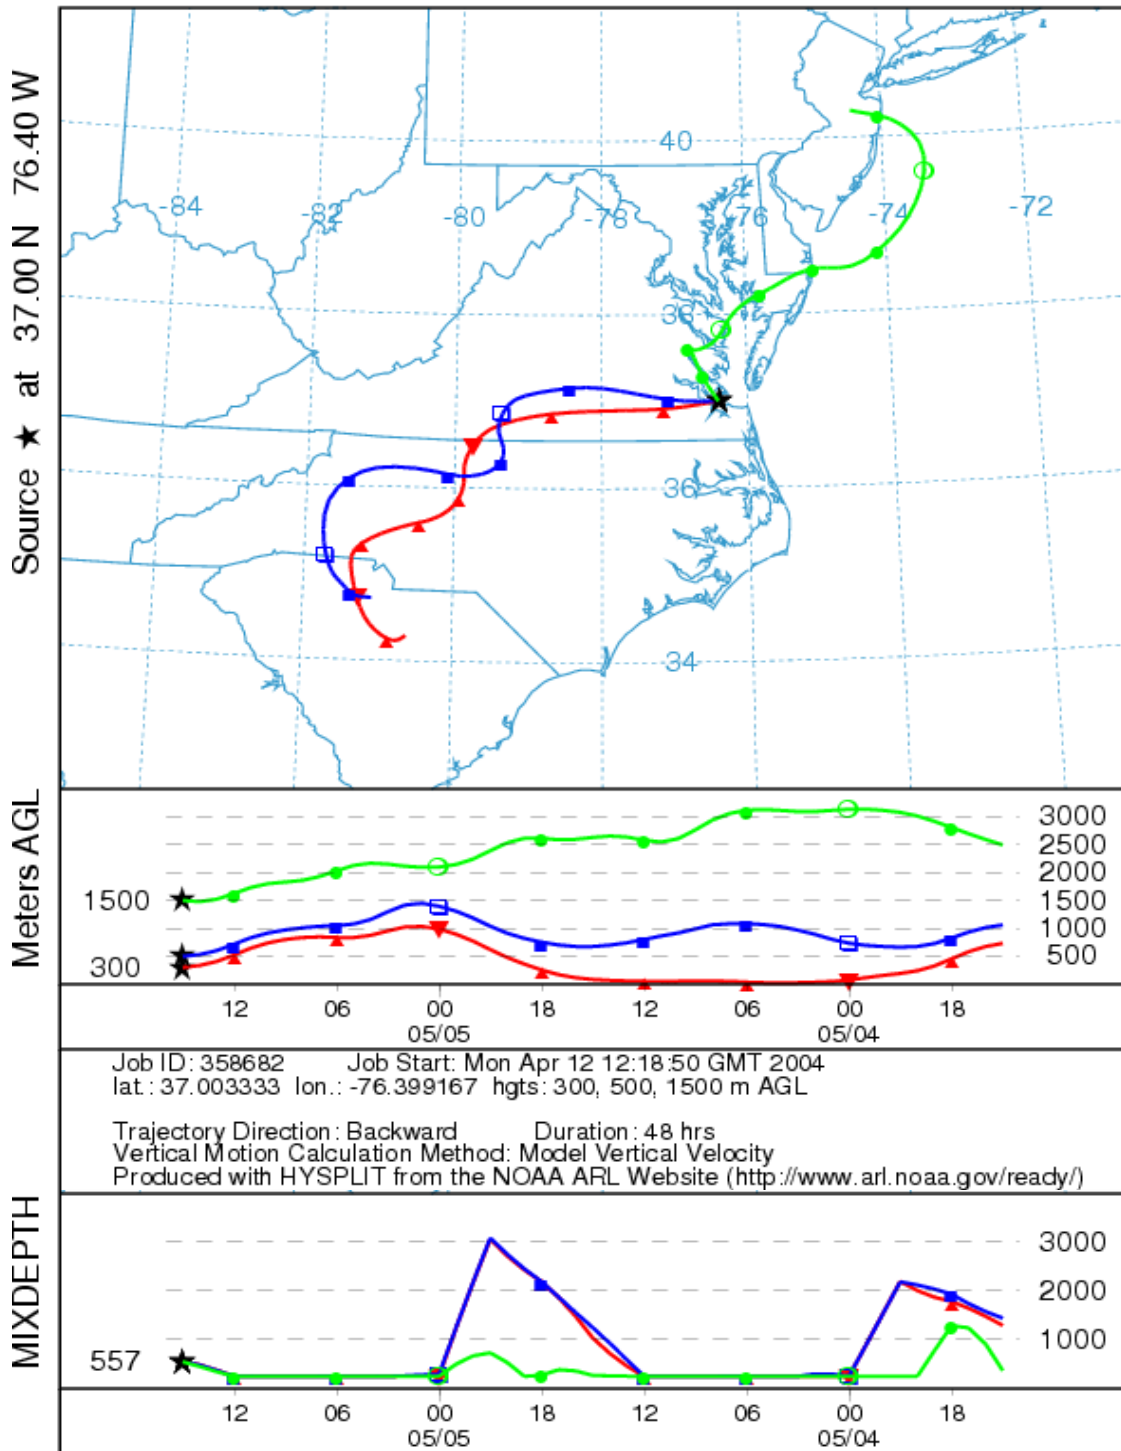 Source ★ at 37.00 N 76.40 W
40
-84
-82
-80
-78
-76
-74
-72
38
36
34
Meters AGL
3000
2500
2000
1500
1500
1000
500
300
12 06 00 18 12 06 00 18
05/05 05/04
Job ID: 358682 Job Start: Mon Apr 12 12:18:50 GMT 2004
lat.: 37.003333 lon.: -76.399167 hgts: 300, 500, 1500 m AGL
Trajectory Direction: Backward Duration: 48 hrs
Vertical Motion Calculation Method: Model Vertical Velocity
Produced with HYSPLIT from the NOAA ARL Website (http://www.arl.noaa.gov/ready/)
MIXDEPTH
3000
2000
1000
557
12 06 00 18 12 06 00 18
05/05 05/04